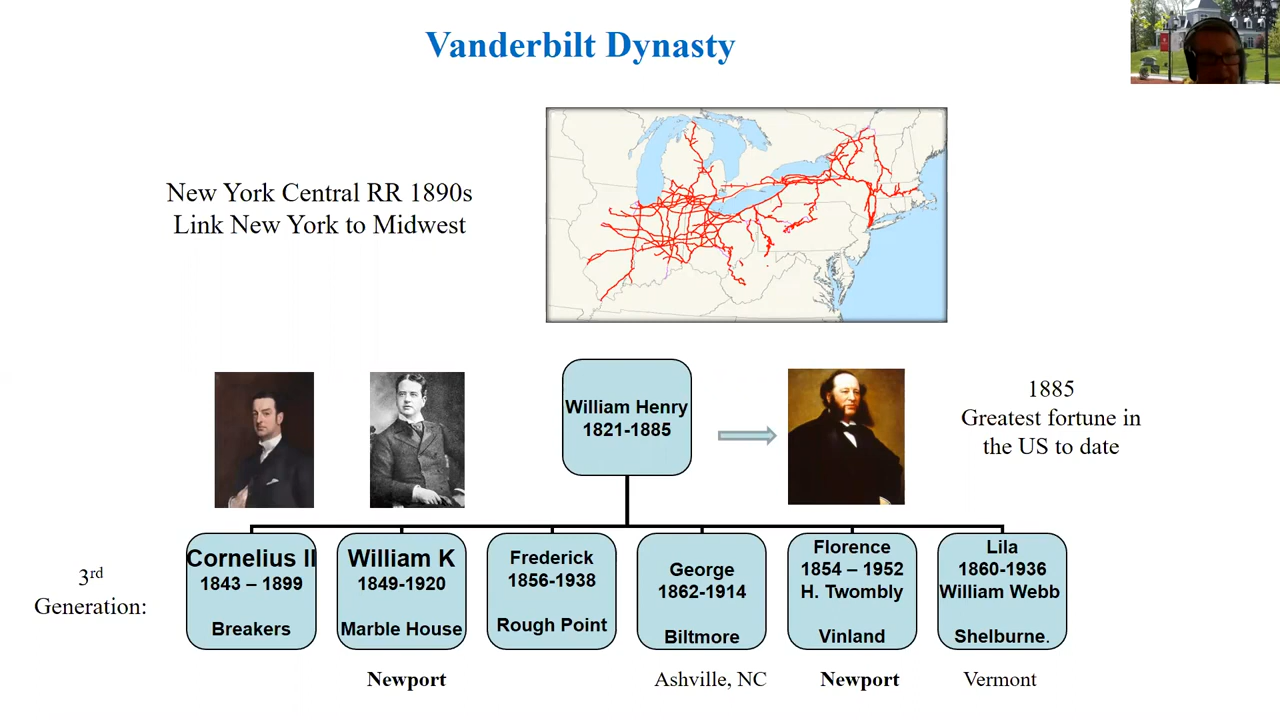 Vanderbilt Dynasty
New York Central RR 1890s
Link New York to Midwest
William Henry
1821-1885
1885
Greatest fortune in
the US to date
3rd
Generation:
Cornelius II
1843 – 1899
Breakers
William K
1849-1920
Marble House
Frederick
1856-1938
Rough Point
George
1862-1914
Biltmore
Florence
1854 – 1952
H. Twombly
Vinland
Lila
1860-1936
William Webb
Shelburne.
Newport
Ashville, NC
Newport
Vermont